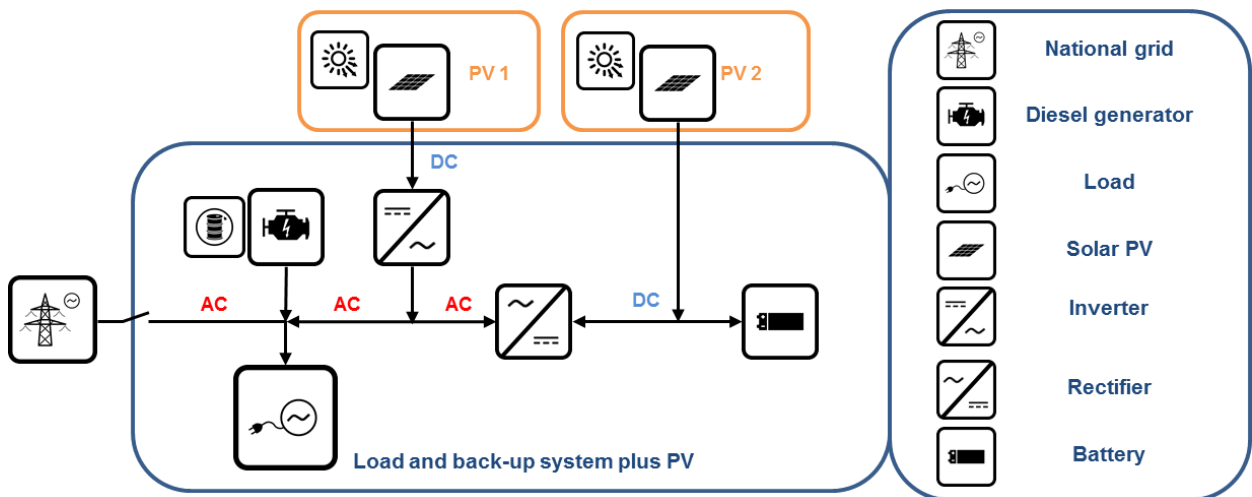 PV 1
PV 2
DC
AC
AC
AC
DC
Load and back-up system plus PV
National grid
Diesel generator
Load
Solar PV
Inverter
Rectifier
Battery